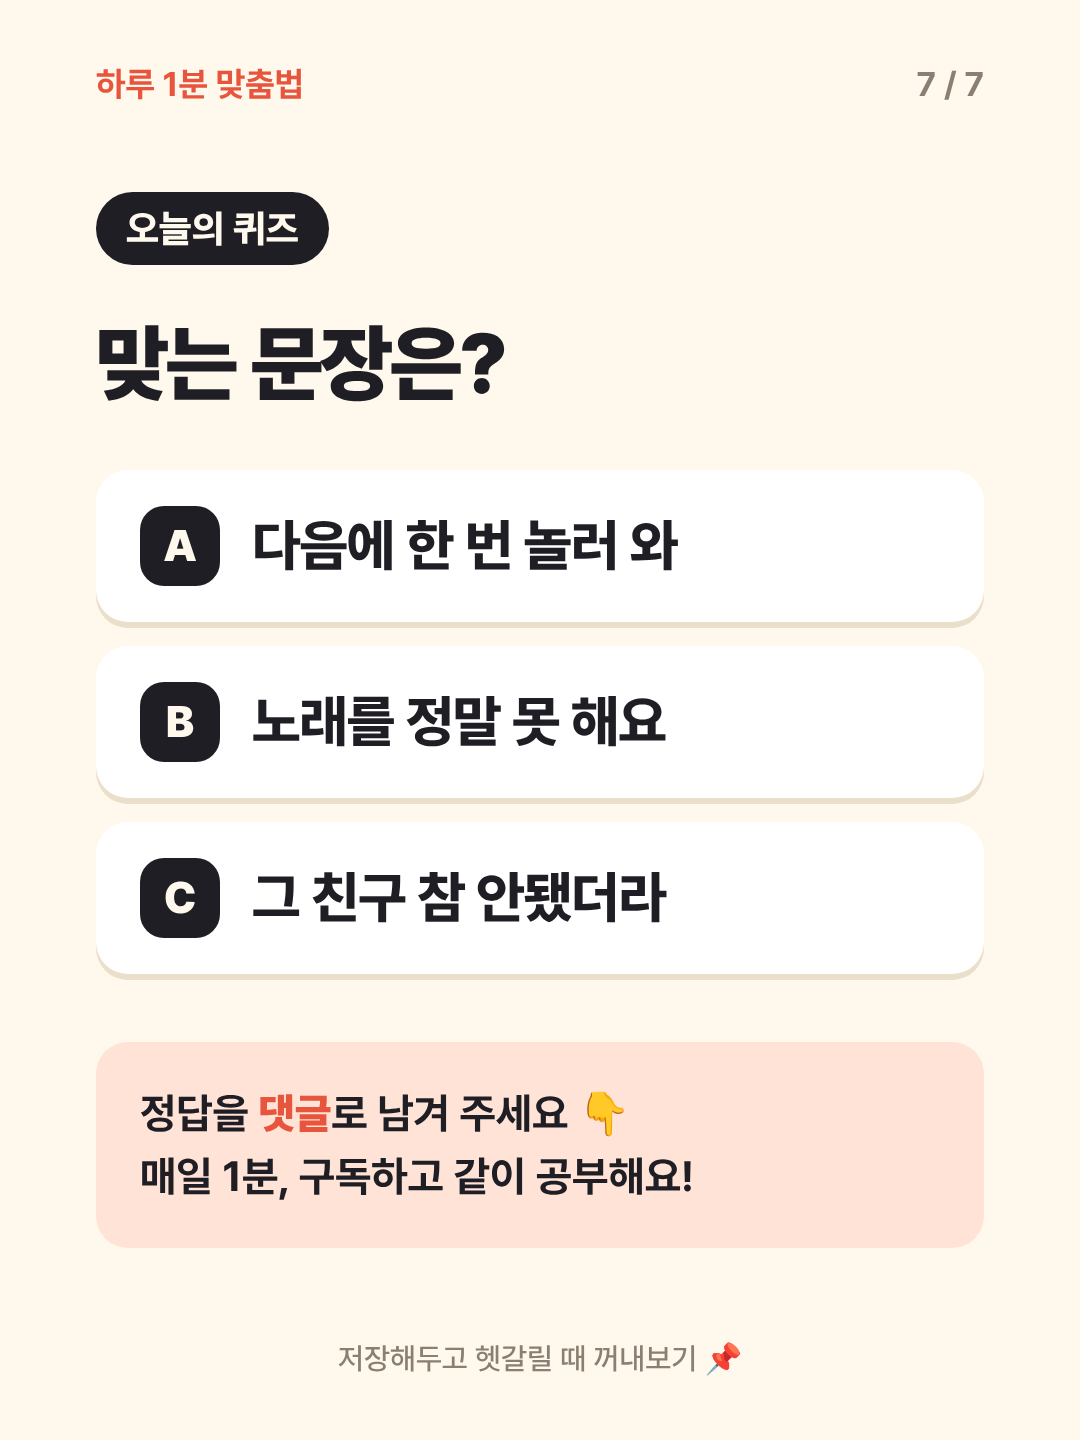 하루 1분 맞춤법
7 / 7
오늘의 퀴즈
맞는 문장은?
A 다음에 한 번 놀러 와
B 노래를 정말 못 해요
C 그 친구 참 안됐더라
정답을 댓글로 남겨 주세요 👇
매일 1분, 구독하고 같이 공부해요!
저장해두고 헷갈릴 때 꺼내보기 📌